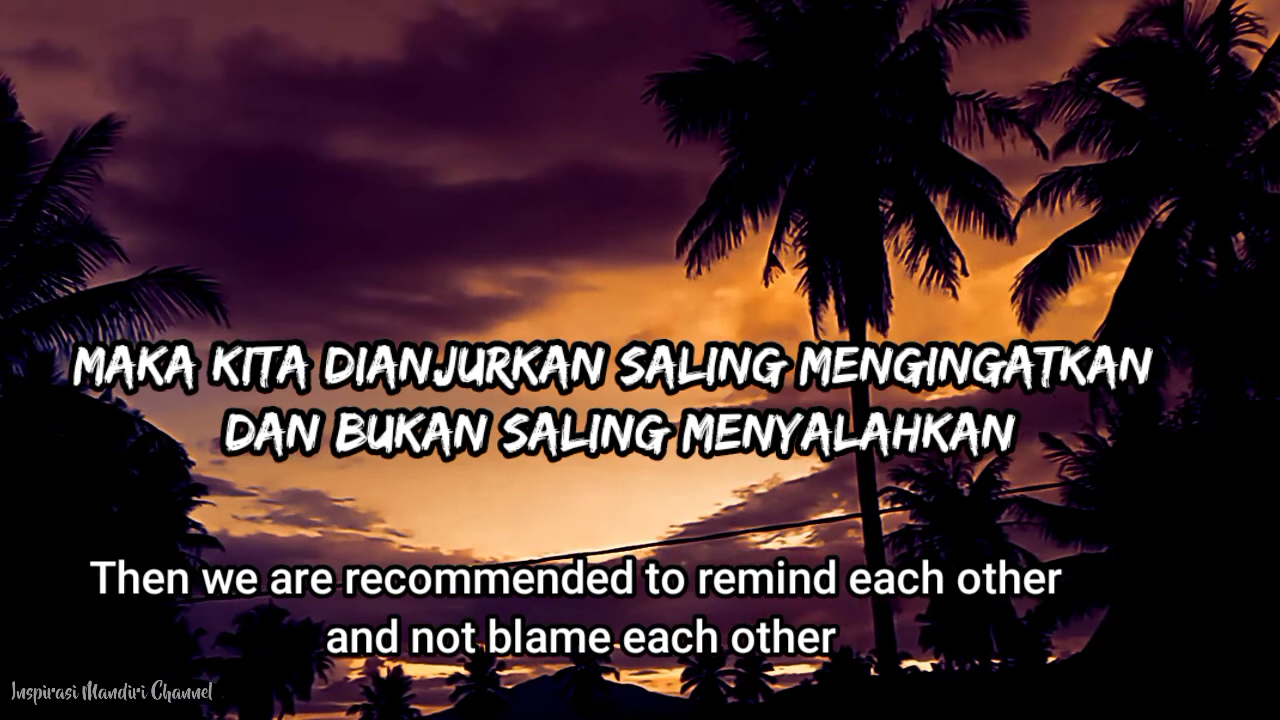 MAKA KITA DIANJURKAN SALING MENGINGATKAN
DAN BUKAN SALING MENYALAHKAN
Then we are recommended to remind each other
and not blame each other
Inspirasi Mandiri Channel